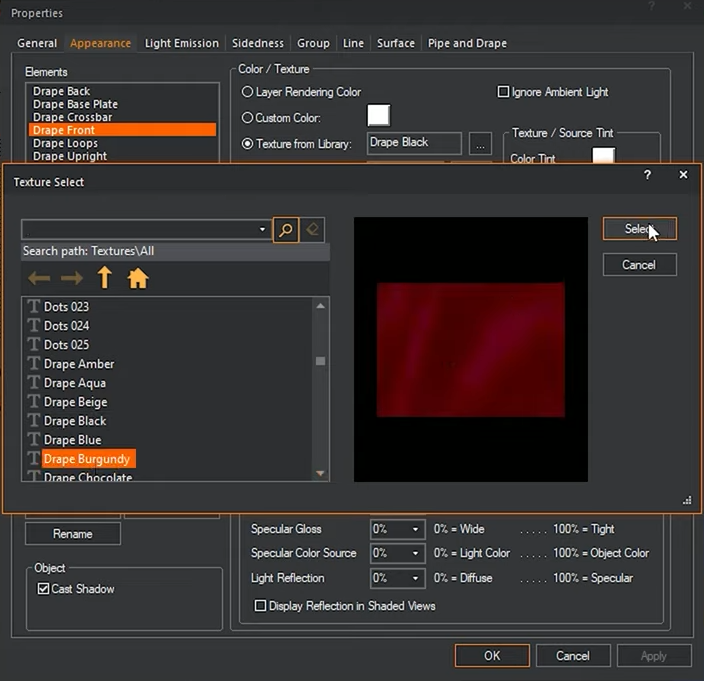 Properties
General Appearance Light Emission Sidedness Group Line Surface Pipe and Drape
Elements
Drape Back
Drape Base Plate
Drape Crossbar
Drape Front
Drape Loops
Drape Upright
Color / Texture
Layer Rendering Color
Ignore Ambient Light
Custom Color:
Texture from Library: Drape Black ...
Texture / Source Tint
Color Tint
Texture Select
Search path: Textures\All
Dots 023
Dots 024
Dots 025
Drape Amber
Drape Aqua
Drape Beige
Drape Black
Drape Blue
Drape Burgundy
Drape Chocolate
Select
Cancel
Rename
Object
Cast Shadow
Specular Gloss 0% 0% = Wide ..... 100% = Tight
Specular Color Source 0% 0% = Light Color ..... 100% = Object Color
Light Reflection 0% 0% = Diffuse ..... 100% = Specular
Display Reflection in Shaded Views
OK Cancel Apply